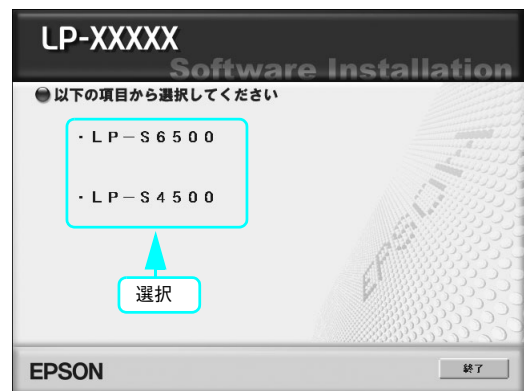 LP-XXXXX
Software Installation
以下の項目から選択してください
・ＬＰ－Ｓ６５００
・ＬＰ－Ｓ４５００
選択
EPSON
EPSON
終了